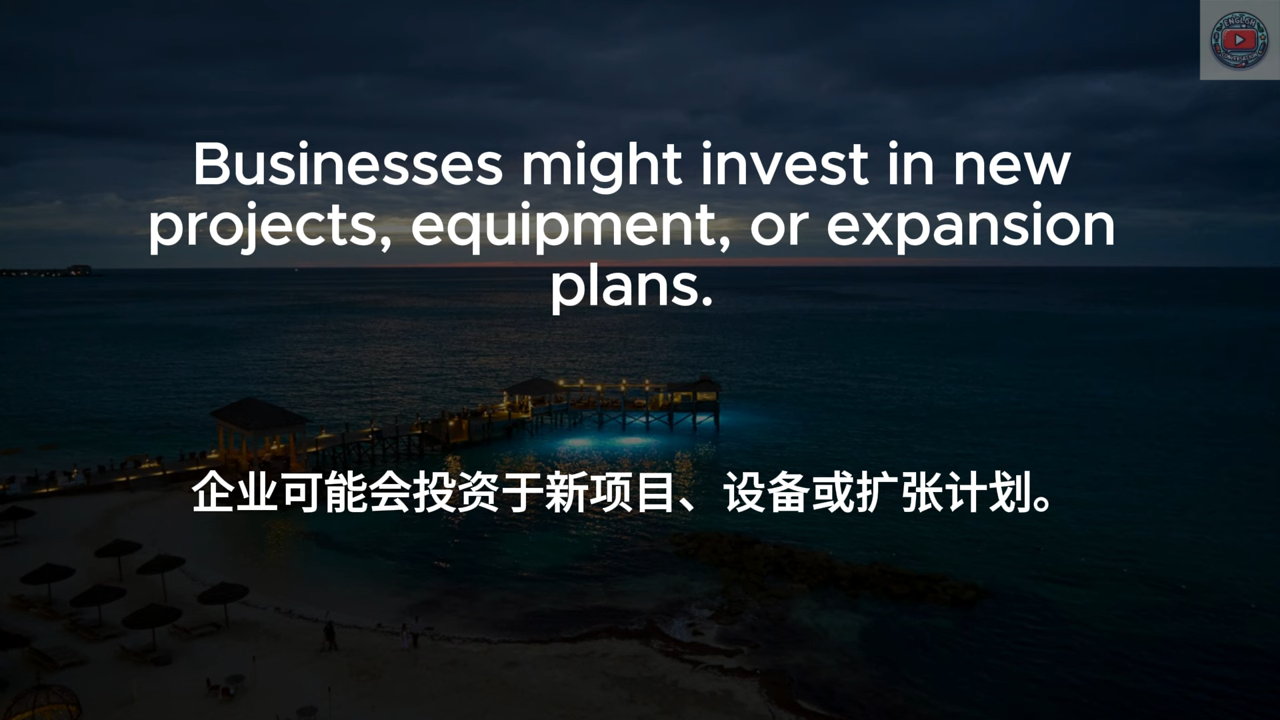 Businesses might invest in new
projects, equipment, or expansion
plans.
企业可能会投资于新项目、设备或扩张计划。